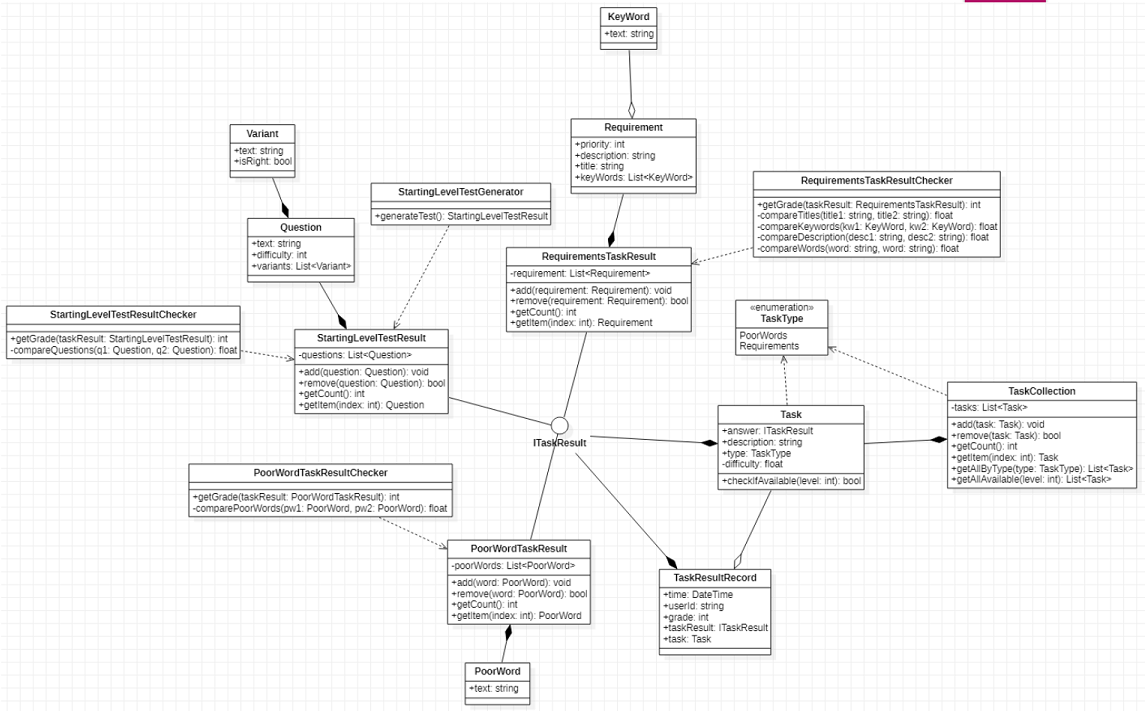 KeyWord
+text: string
Requirement
+priority: int
+description: string
+title: string
+keyWords: List<KeyWord>
Variant
+text: string
+isRight: bool
StartingLevelTestGenerator
+generateTest(): StartingLevelTestResult
RequirementsTaskResultChecker
+getGrade(taskResult: RequirementsTaskResult): int
-compareTitles(title1: string, title2: string): float
-compareKeywords(kw1: KeyWord, kw2: KeyWord): float
-compareDescription(desc1: string, desc2: string): float
-compareWords(word: string, word: string): float
Question
+text: string
+difficulty: int
+variants: List<Variant>
RequirementsTaskResult
-requirement: List<Requirement>
+add(requirement: Requirement): void
+remove(requirement: Requirement): bool
+getCount(): int
+getItem(index: int): Requirement
StartingLevelTestResultChecker
+getGrade(taskResult: StartingLevelTestResult): int
-compareQuestions(q1: Question, q2: Question): float
StartingLevelTestResult
-questions: List<Question>
+add(question: Question): void
+remove(question: Question): bool
+getCount(): int
+getItem(index: int): Question
«enumeration»
TaskType
PoorWords
Requirements
ITaskResult
Task
+answer: ITaskResult
+description: string
+type: TaskType
-difficulty: float
+checkIfAvailable(level: int): bool
TaskCollection
-tasks: List<Task>
+add(task: Task): void
+remove(task: Task): bool
+getCount(): int
+getItem(index: int): Task
+getAllByType(type: TaskType): List<Task>
+getAllAvailable(level: int): List<Task>
PoorWordTaskResultChecker
+getGrade(taskResult: PoorWordTaskResult): int
-comparePoorWords(pw1: PoorWord, pw2: PoorWord): float
PoorWordTaskResult
-poorWords: List<PoorWord>
+add(word: PoorWord): void
+remove(word: PoorWord): bool
+getCount(): int
+getItem(index: int): PoorWord
TaskResultRecord
+time: DateTime
+userId: string
+grade: int
+taskResult: ITaskResult
+task: Task
PoorWord
+text: string